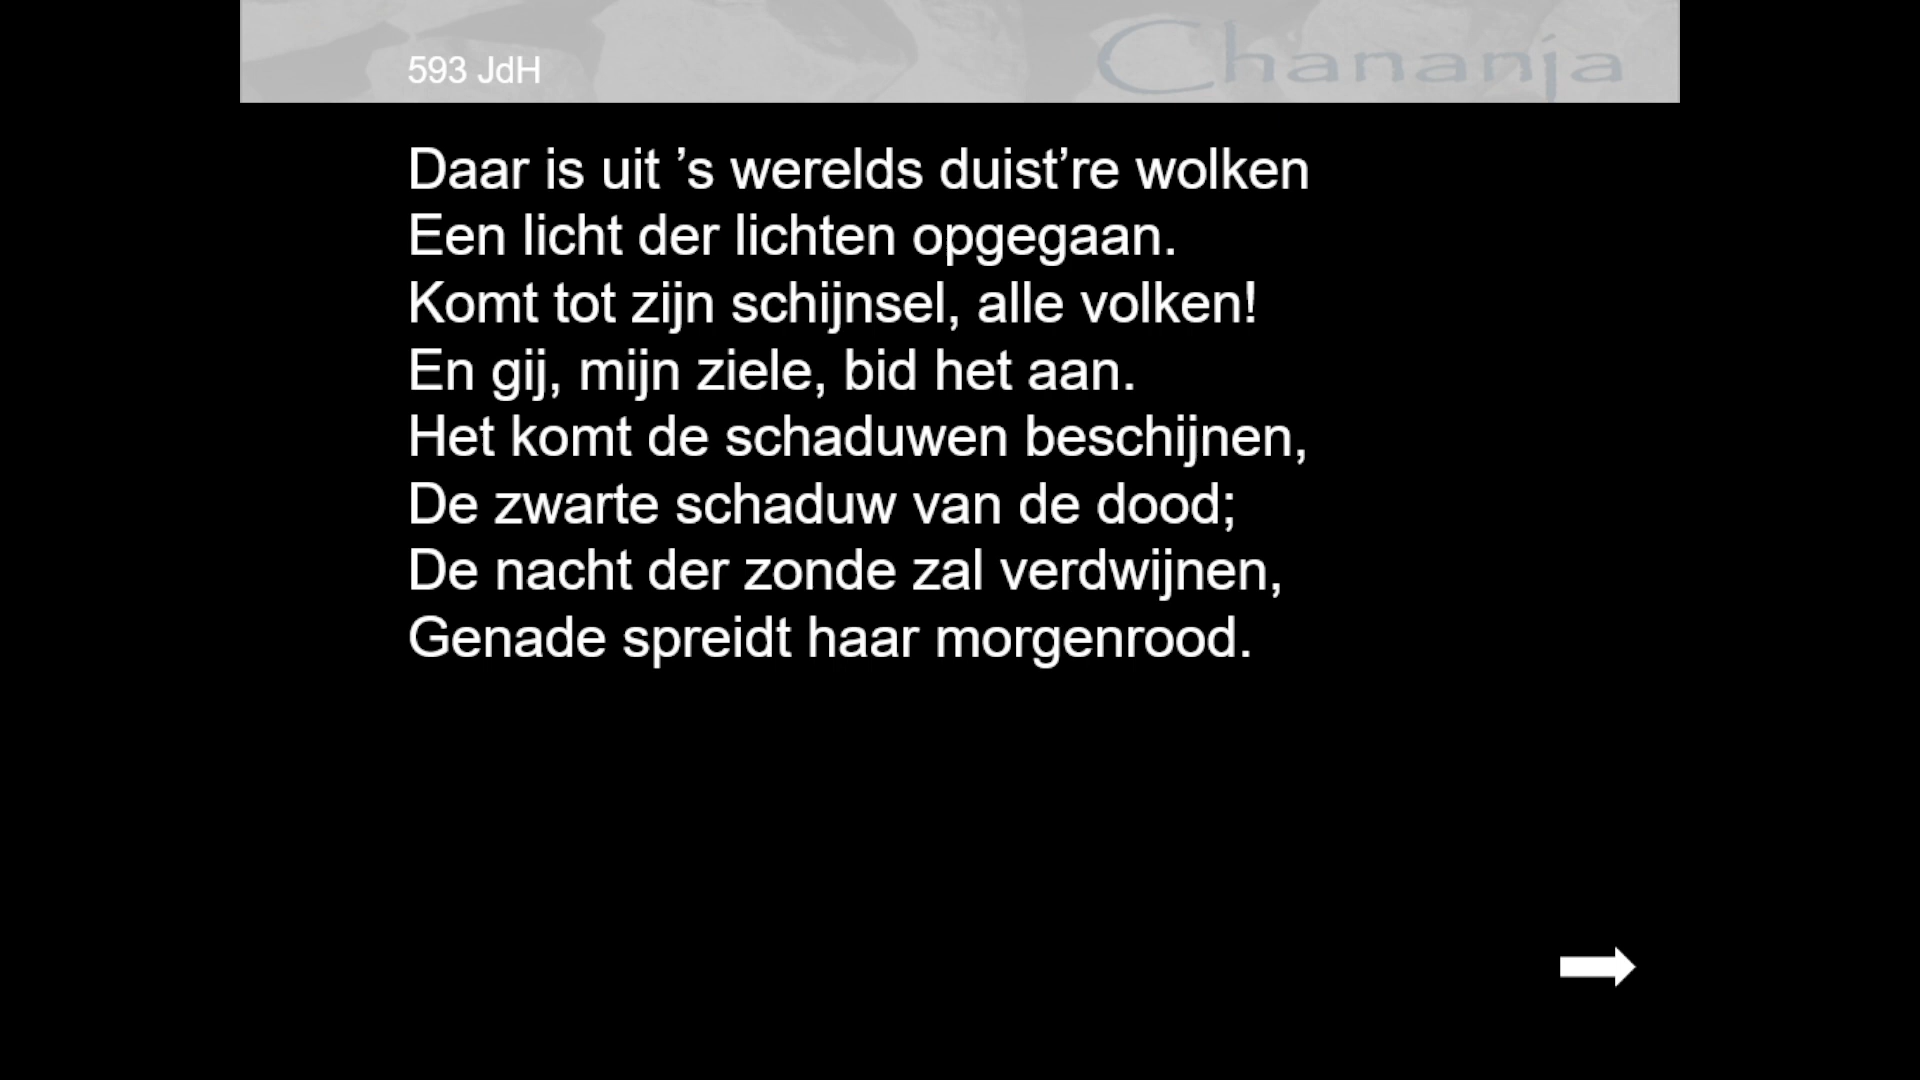 593 JdH
Chananja
Daar is uit ’s werelds duist’re wolken
Een licht der lichten opgegaan.
Komt tot zijn schijnsel, alle volken!
En gij, mijn ziele, bid het aan.
Het komt de schaduwen beschijnen,
De zwarte schaduw van de dood;
De nacht der zonde zal verdwijnen,
Genade spreidt haar morgenrood.